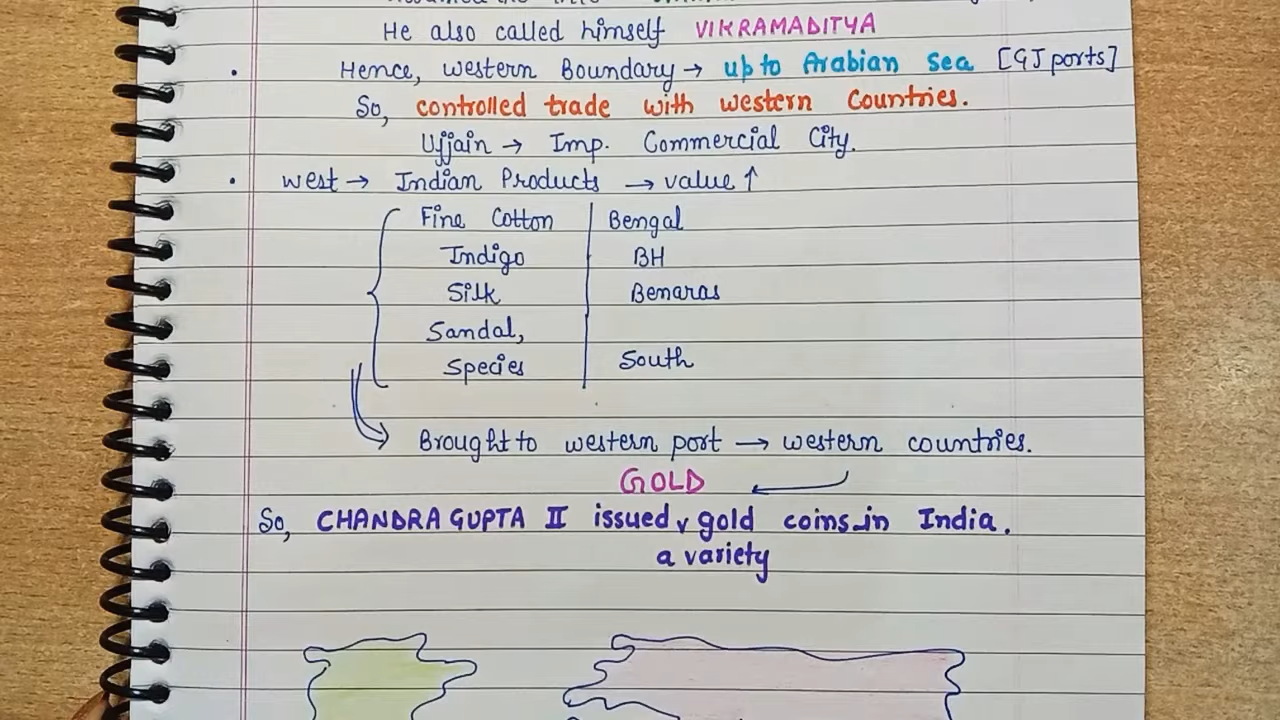 He also called himself VIKRAMADITYA
• Hence, western Boundary → up to Arabian Sea [GJ ports]
So, controlled trade with western Countries.
Ujjain → Imp. Commercial City.
• west → Indian Products → value ↑
Fine Cotton | Bengal
Indigo | BH
Silk | Benaras
Sandal,
Species | South
Brought to western port → western countries.
GOLD
So, CHANDRAGUPTA II issued ᵥ gold coins in India.
a variety